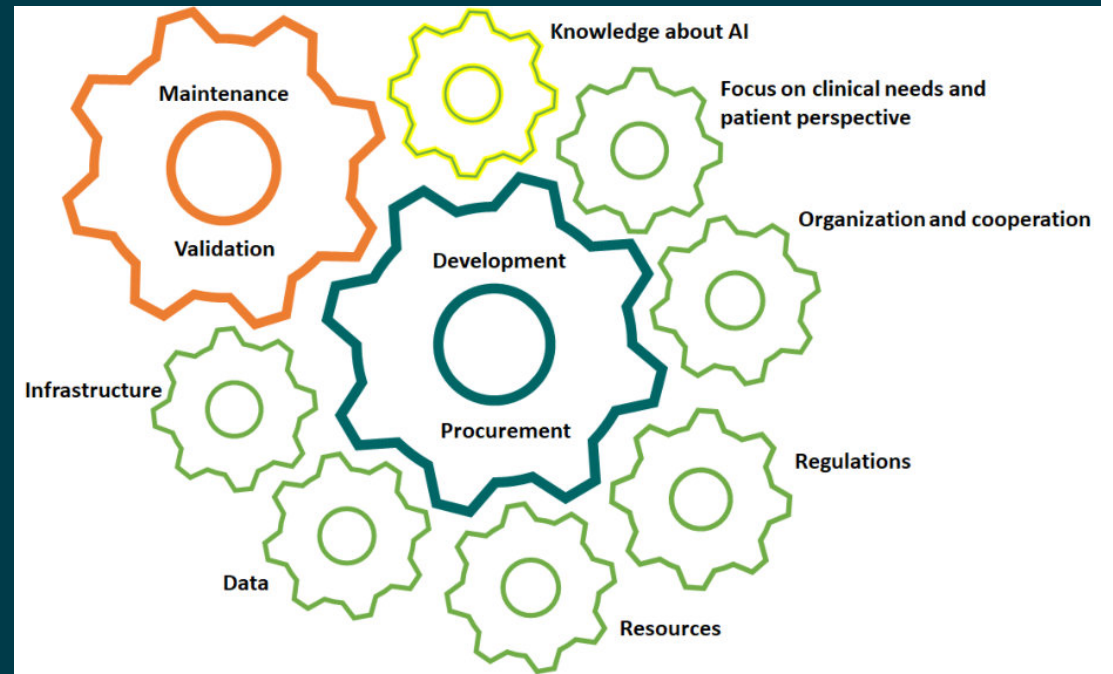 Knowledge about AI
Maintenance
Focus on clinical needs and
patient perspective
Organization and cooperation
Validation
Development
Infrastructure
Procurement
Regulations
Data
Resources